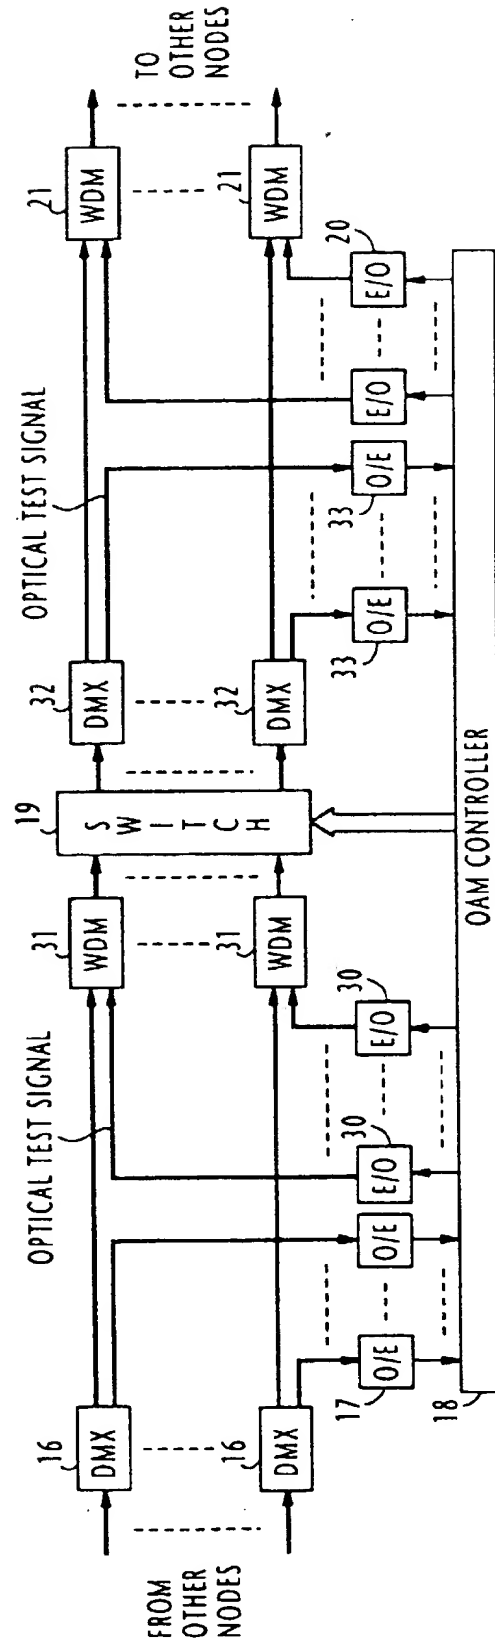 FROM
OTHER
NODES
16
DMX
16
DMX
OPTICAL TEST SIGNAL
17
O/E
O/E
30
E/O
30
E/O
31
WDM
31
WDM
19
SWITCH
32
DMX
32
DMX
OPTICAL TEST SIGNAL
33
O/E
33
O/E
E/O
20
E/O
21
WDM
21
WDM
TO
OTHER
NODES
18
OAM CONTROLLER